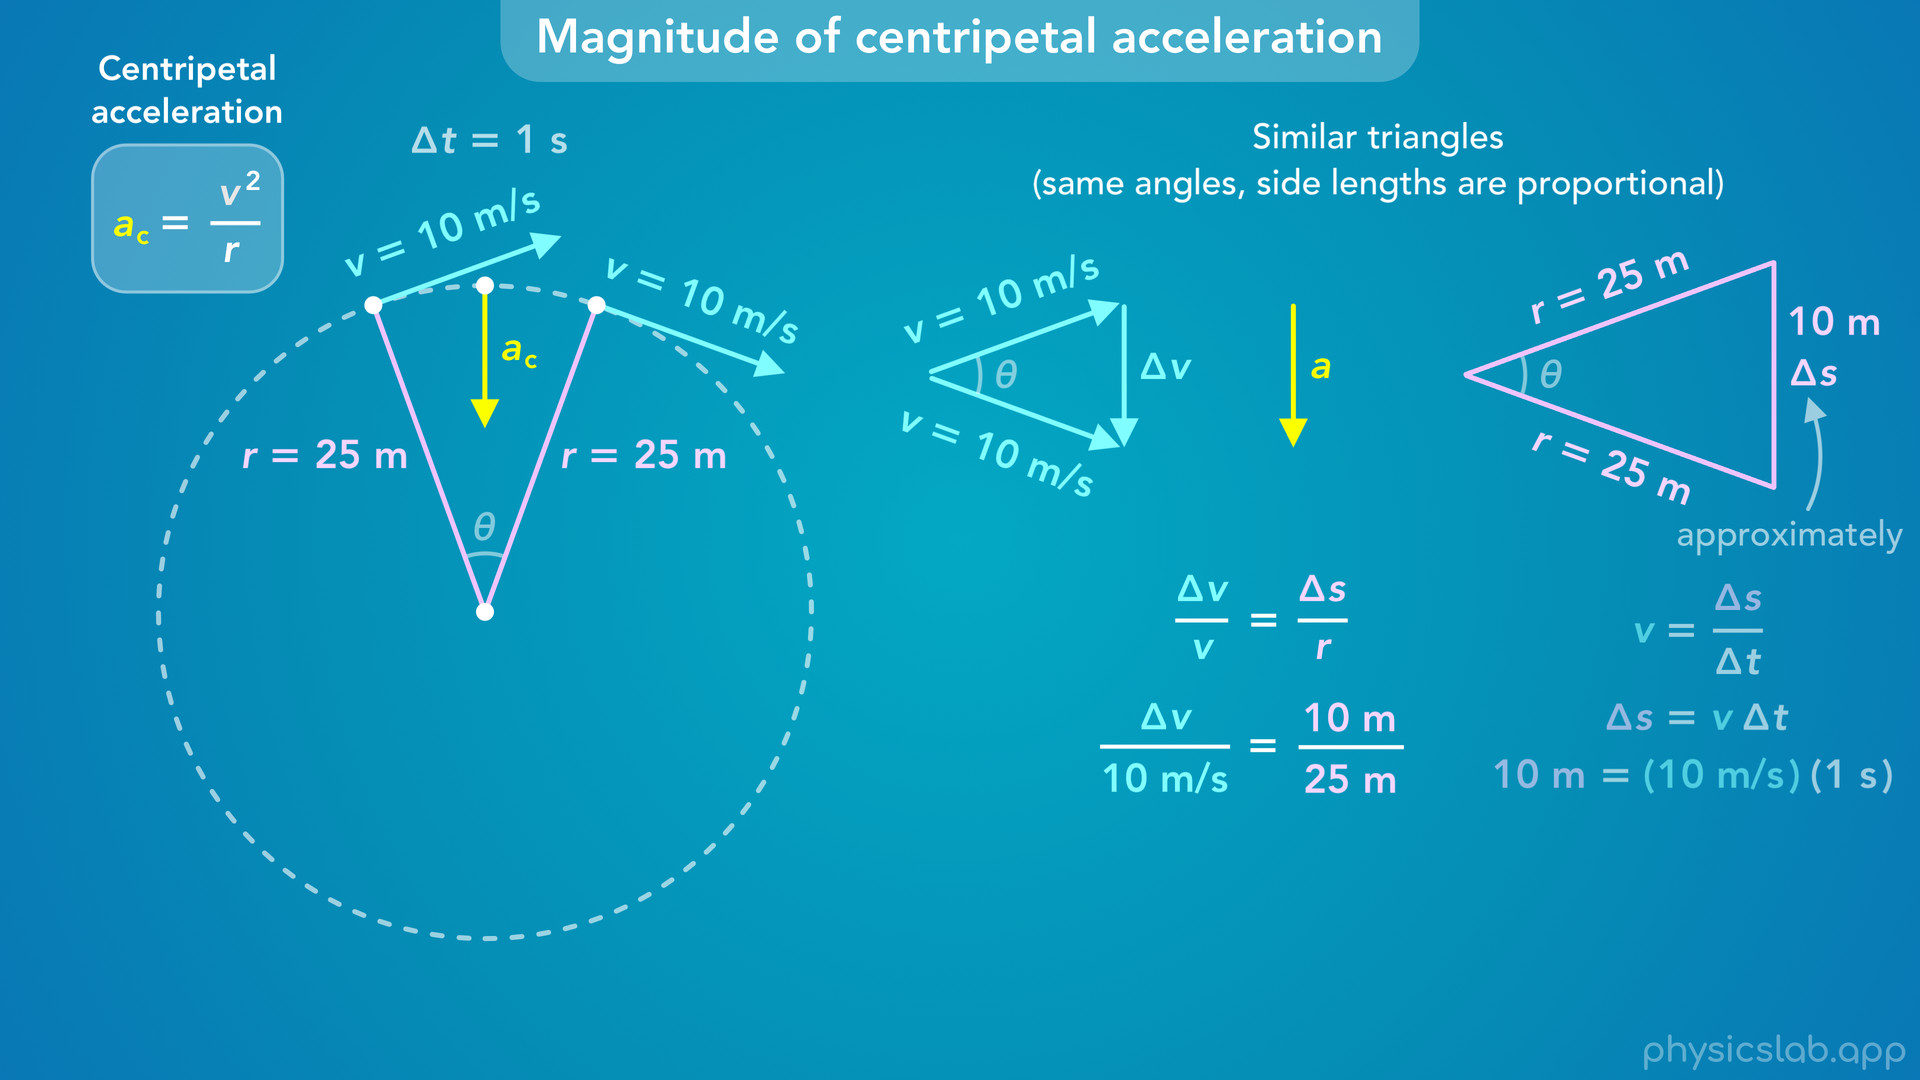 Magnitude of centripetal acceleration
Centripetal
acceleration
a_c = v²/r
Δt = 1 s
v = 10 m/s
v = 10 m/s
a_c
r = 25 m
r = 25 m
θ
Similar triangles
(same angles, side lengths are proportional)
v = 10 m/s
θ
v = 10 m/s
Δv
a
r = 25 m
θ
r = 25 m
10 m
Δs
approximately
Δv/v = Δs/r
Δv/10 m/s = 10 m/25 m
v = Δs/Δt
Δs = v Δt
10 m = (10 m/s)(1 s)
physicslab.app